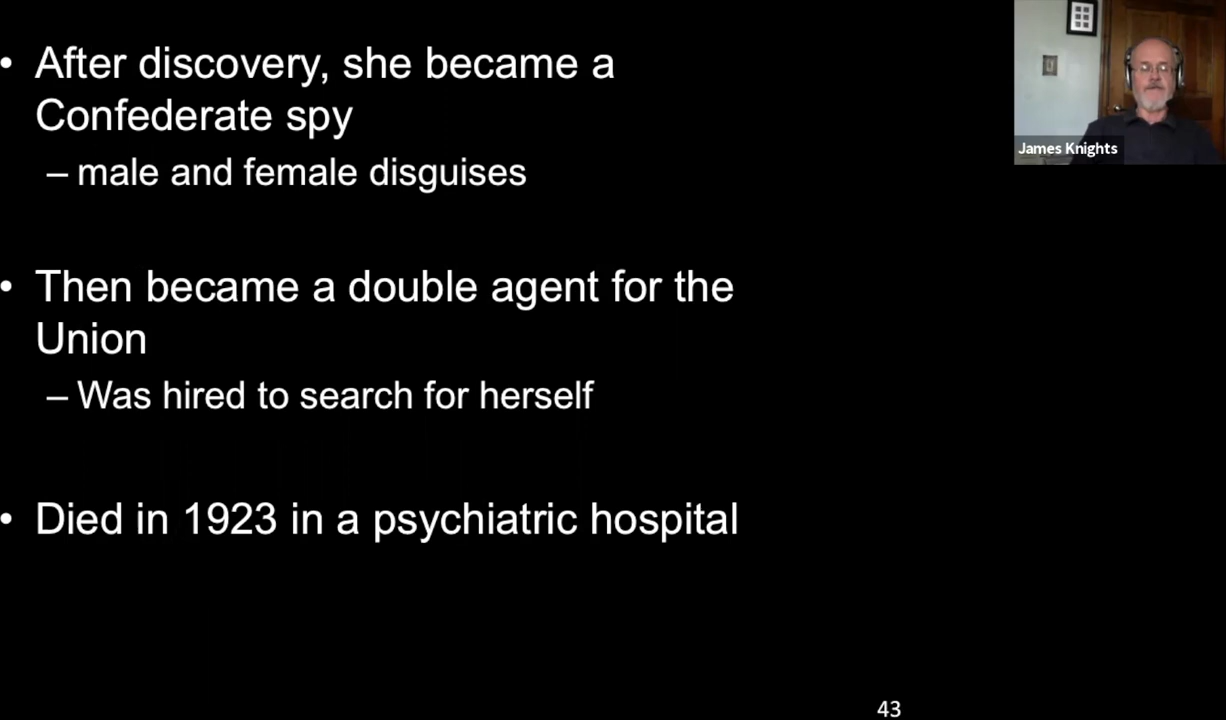 • After discovery, she became a
Confederate spy
– male and female disguises
• Then became a double agent for the
Union
– Was hired to search for herself
• Died in 1923 in a psychiatric hospital
James Knights
43